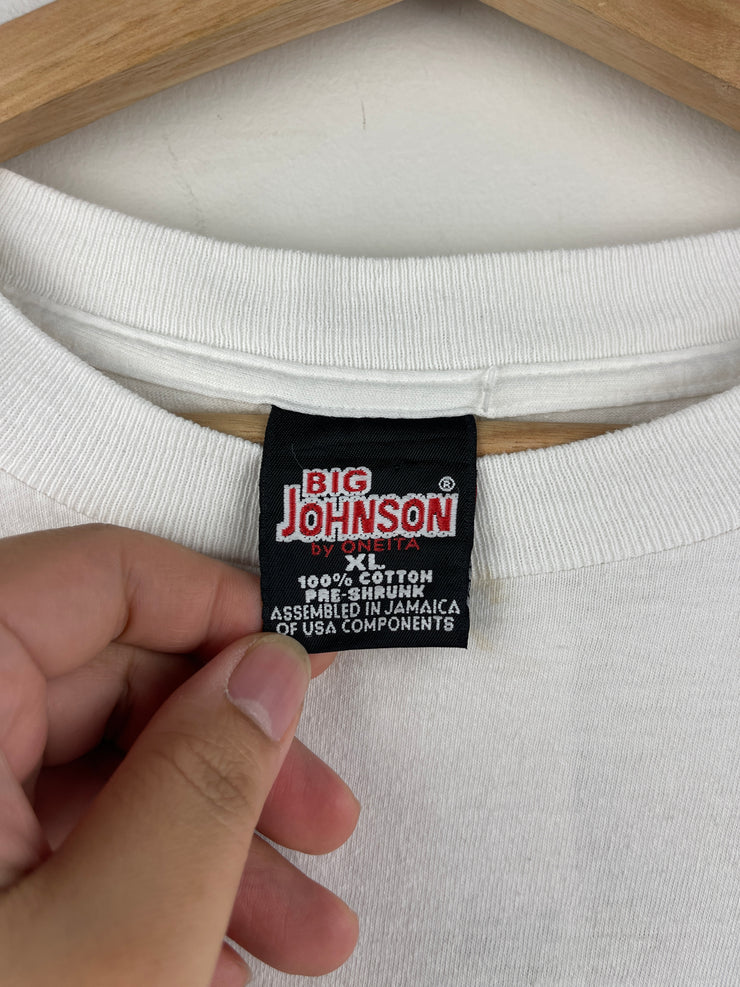 BIG
JOHNSON ®
by ONEITA
XL
100% COTTON
PRE-SHRUNK
ASSEMBLED IN JAMAICA
OF USA COMPONENTS